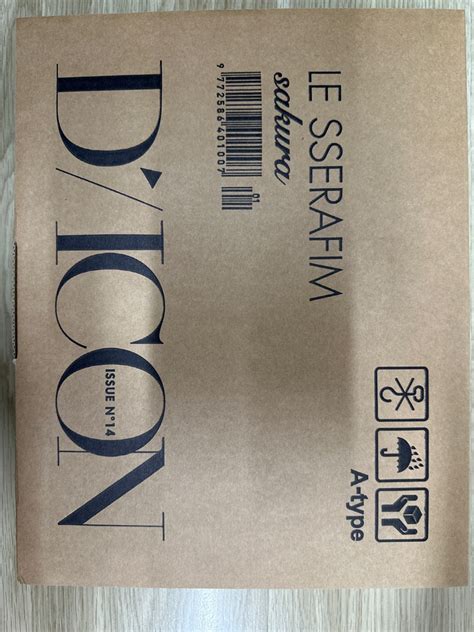 LE SSERAFIM
sakura
01
9 772586 401007
D'/ICON
ISSUE N°14
A-type